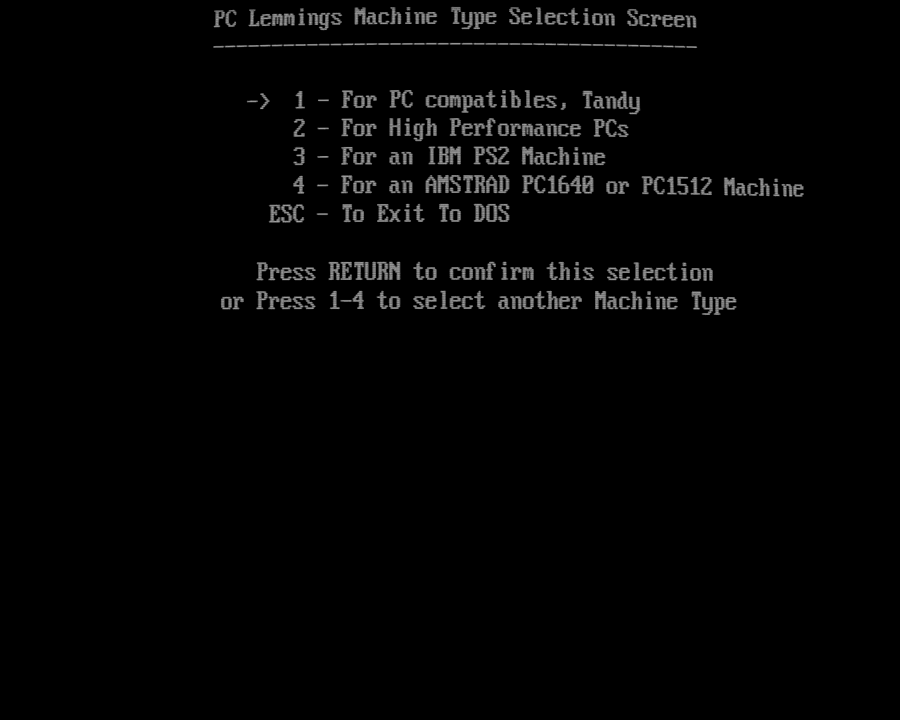 PC Lemmings Machine Type Selection Screen
-----------------------------------------
-> 1 - For PC compatibles, Tandy
2 - For High Performance PCs
3 - For an IBM PS2 Machine
4 - For an AMSTRAD PC1640 or PC1512 Machine
ESC - To Exit To DOS
Press RETURN to confirm this selection
or Press 1-4 to select another Machine Type